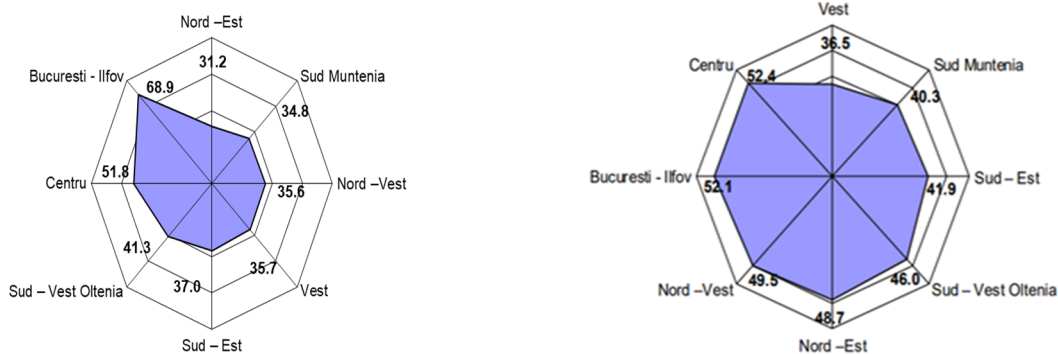 Nord –Est
31.2
Bucuresti - Ilfov
68.9
Sud Muntenia
34.8
Centru
51.8
Nord –Vest
35.6
41.3
35.7
Sud – Vest Oltenia
37.0
Vest
Sud – Est
Vest
36.5
Centru
52.4
Sud Muntenia
40.3
Bucuresti - Ilfov
52.1
41.9
Sud – Est
Nord –Vest
49.5
46.0
Sud – Vest Oltenia
48.7
Nord –Est